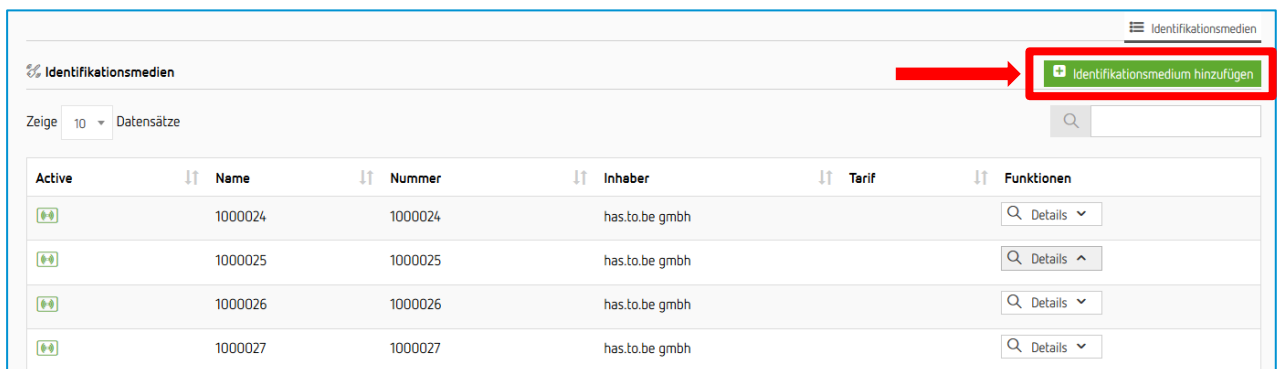 Identifikationsmedien
Identifikationsmedien
Identifikationsmedium hinzufügen
Zeige 10 Datensätze
Active Name Nummer Inhaber Tarif Funktionen
1000024 1000024 has.to.be gmbh Details
1000025 1000025 has.to.be gmbh Details
1000026 1000026 has.to.be gmbh Details
1000027 1000027 has.to.be gmbh Details